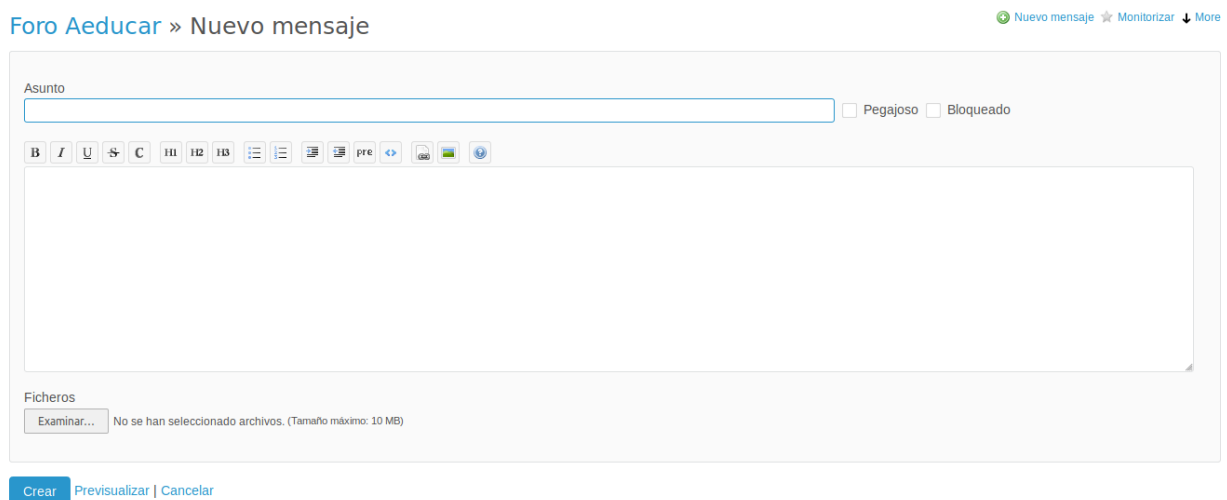 Foro Aeducar » Nuevo mensaje
Nuevo mensaje Monitorizar More
Asunto
Pegajoso Bloqueado
B I U S C H1 H2 H3 pre <>
Ficheros
Examinar... No se han seleccionado archivos. (Tamaño máximo: 10 MB)
Crear Previsualizar | Cancelar